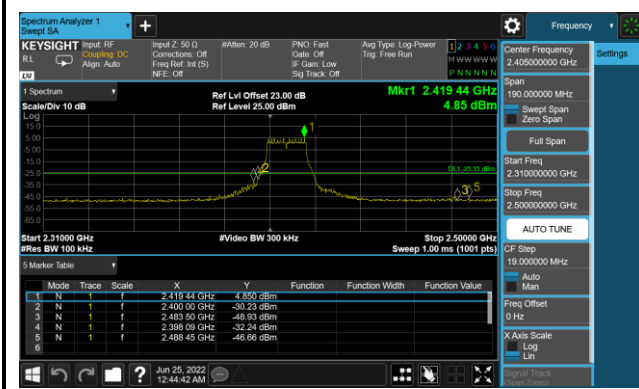 Spectrum Analyzer 1
Swept SA
Frequency
KEYSIGHT
RL
Input: RF
Coupling: DC
Align: Auto
Input Z: 50 Ω
Corrections: Off
Freq Ref: Int (S)
NFE: Off
#Atten: 20 dB
PNO: Fast
Gate: Off
IF Gain: Low
Sig Track: Off
Avg Type: Log-Power
Trig: Free Run
1 2 3 4 5 6
M W W W W W
P N N N N N
1 Spectrum
Scale/Div 10 dB
Ref Lvl Offset 23.00 dB
Ref Level 25.00 dBm
Mkr1 2.419 44 GHz
4.85 dBm
Log
15.0
5.00
-5.00
-15.0
-25.0
-35.0
-45.0
-55.0
-65.0
1
2
3
5
DL1 -25.15 dBm
Start 2.31000 GHz
#Res BW 100 kHz
#Video BW 300 kHz
Stop 2.50000 GHz
Sweep 1.00 ms (1001 pts)
5 Marker Table
Mode Trace Scale X Y Function Function Width Function Value
1 N 1 f 2.419 44 GHz 4.850 dBm
2 N 1 f 2.400 00 GHz -30.23 dBm
3 N 1 f 2.483 50 GHz -48.93 dBm
4 N 1 f 2.398 09 GHz -32.24 dBm
5 N 1 f 2.488 45 GHz -46.66 dBm
6
Jun 25, 2022
12:44:42 AM
Center Frequency
2.405000000 GHz
Span
190.000000 MHz
Swept Span
Zero Span
Full Span
Start Freq
2.310000000 GHz
Stop Freq
2.500000000 GHz
AUTO TUNE
CF Step
19.000000 MHz
Auto
Man
Freq Offset
0 Hz
X Axis Scale
Log
Lin
Signal Track
(Span Zoom)
Settings